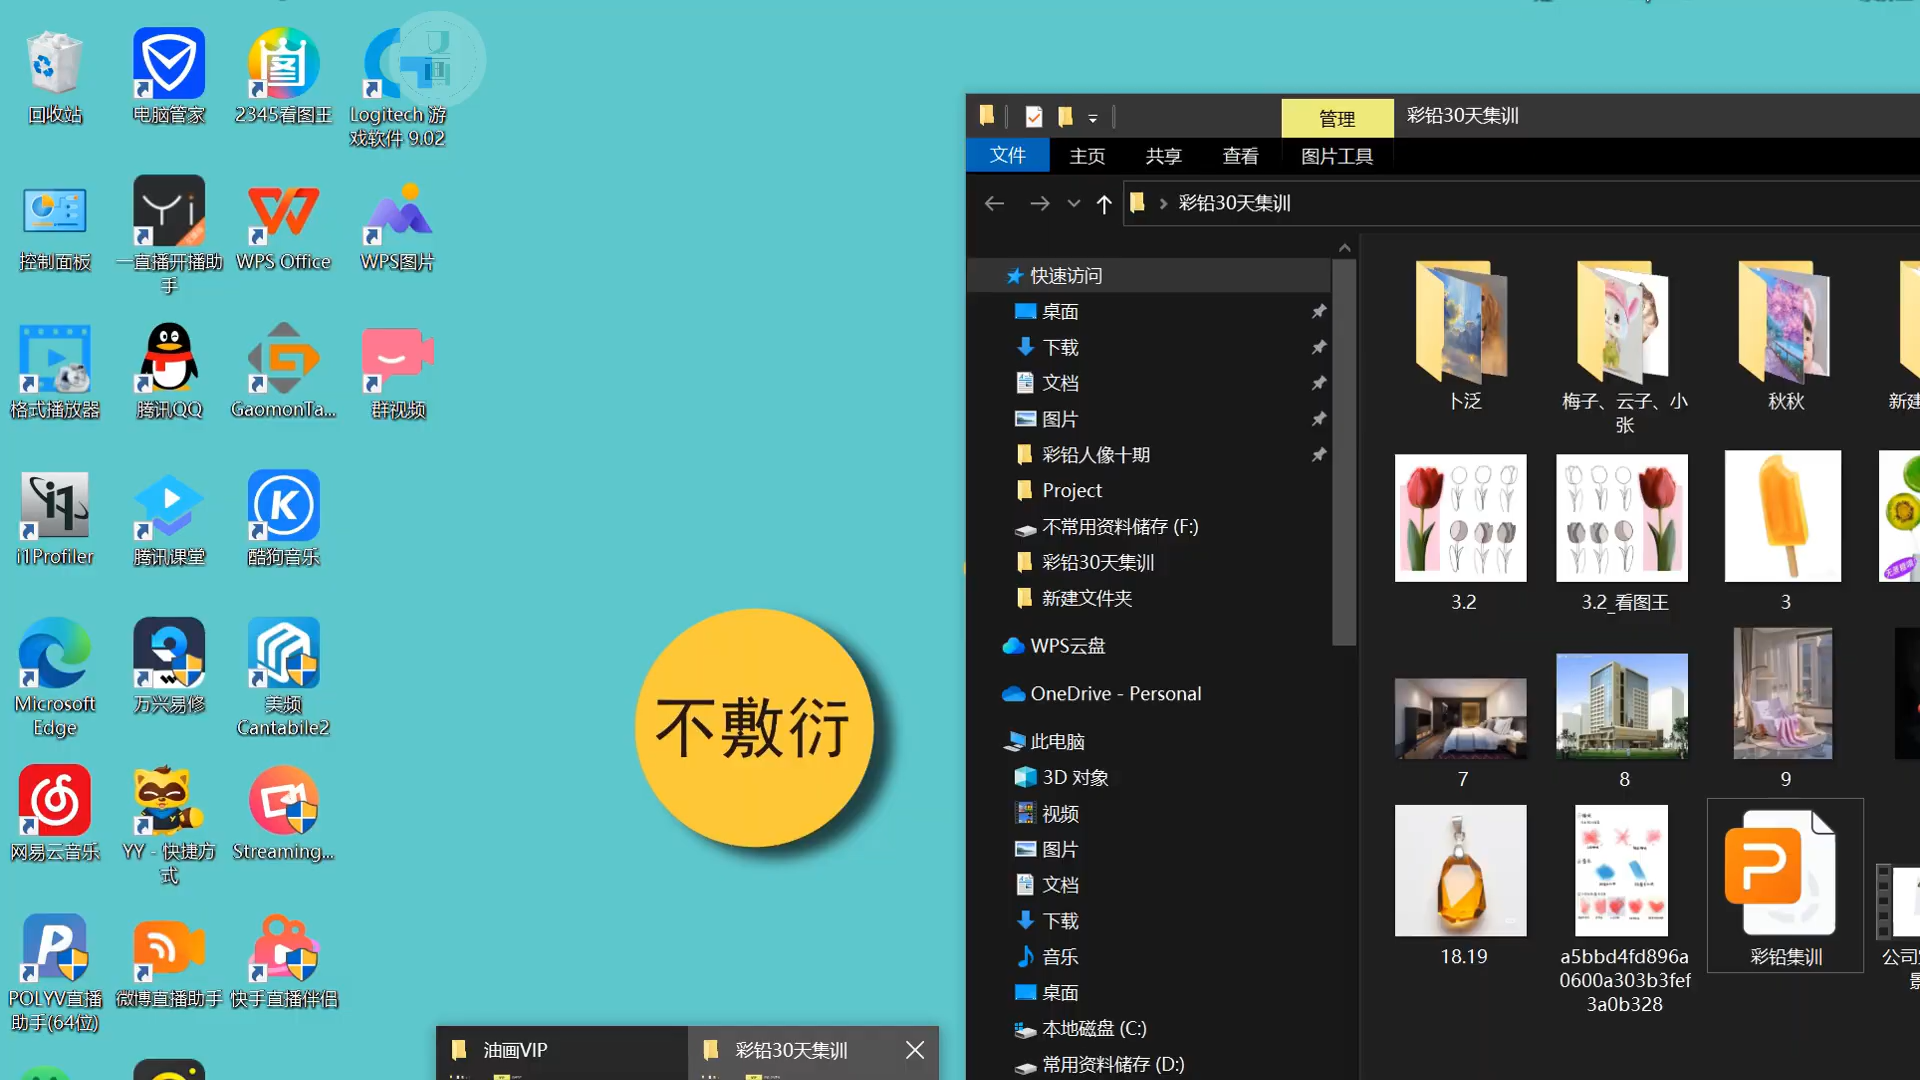 回收站
电脑管家
2345看图王
Logitech 游
戏软件 9.02
控制面板
一直播开播助
手
WPS Office
WPS图片
格式播放器
腾讯QQ
GaomonTa...
群视频
i1Profiler
腾讯课堂
酷狗音乐
Microsoft
Edge
万兴易修
美频
Cantabile2
网易云音乐
YY - 快捷方
式
Streaming...
POLYV直播
助手(64位)
微博直播助手
快手直播伴侣
不敷衍
油画VIP
彩铅30天集训
管理
彩铅30天集训
文件
主页
共享
查看
图片工具
彩铅30天集训
快速访问
桌面
下载
文档
图片
彩铅人像十期
Project
不常用资料储存 (F:)
彩铅30天集训
新建文件夹
WPS云盘
OneDrive - Personal
此电脑
3D 对象
视频
图片
文档
下载
音乐
桌面
本地磁盘 (C:)
常用资料储存 (D:)
卜泛
梅子、云子、小
张
秋秋
新建
3.2
3.2_看图王
3
7
8
9
18.19
a5bbd4fd896a
0600a303b3fef
3a0b328
彩铅集训
公司